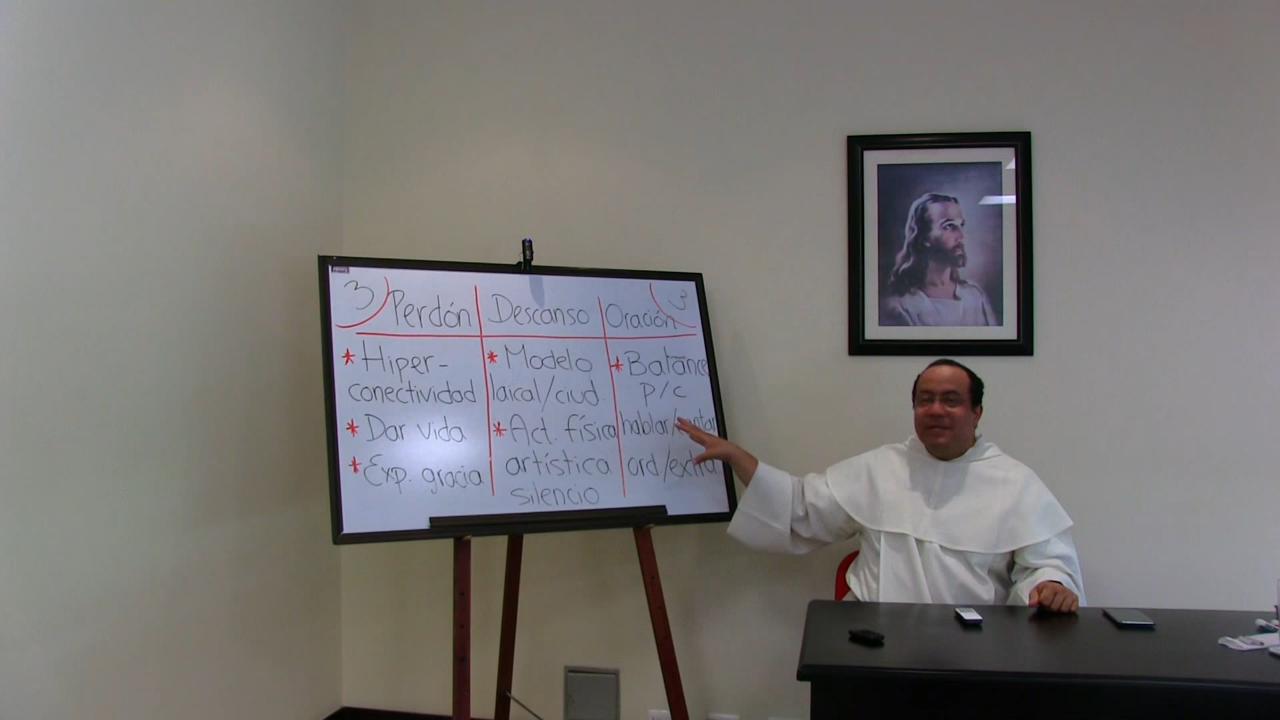 3 Perdón Descanso Oración 3
* Hiper-
conectividad
* Dar vida
* Exp. gracia
* Modelo
laical/ciud.
* Act. física
artística
silencio
* Balance
P/C
hablar/cantar